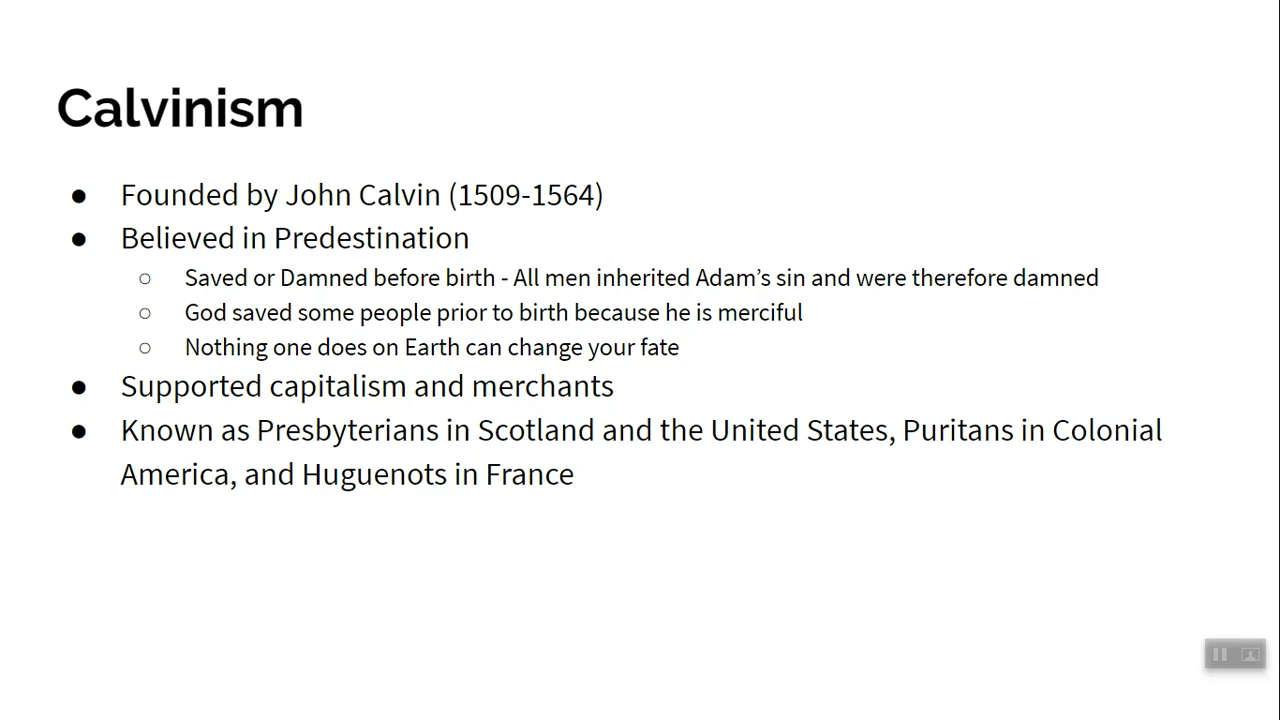 Calvinism
● Founded by John Calvin (1509-1564)
● Believed in Predestination
○ Saved or Damned before birth - All men inherited Adam’s sin and were therefore damned
○ God saved some people prior to birth because he is merciful
○ Nothing one does on Earth can change your fate
● Supported capitalism and merchants
● Known as Presbyterians in Scotland and the United States, Puritans in Colonial
America, and Huguenots in France